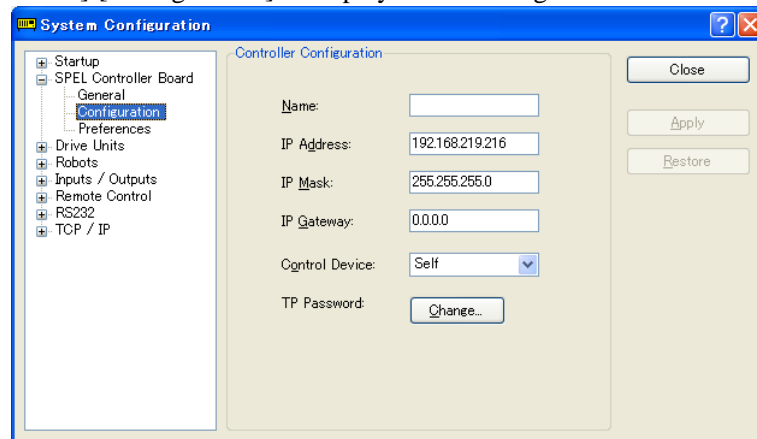 System Configuration
Startup
SPEL Controller Board
General
Configuration
Preferences
Drive Units
Robots
Inputs / Outputs
Remote Control
RS232
TCP / IP
Controller Configuration
Name:
IP Address: 192.168.219.216
IP Mask: 255.255.255.0
IP Gateway: 0.0.0.0
Control Device: Self
TP Password: Change...
Close
Apply
Restore